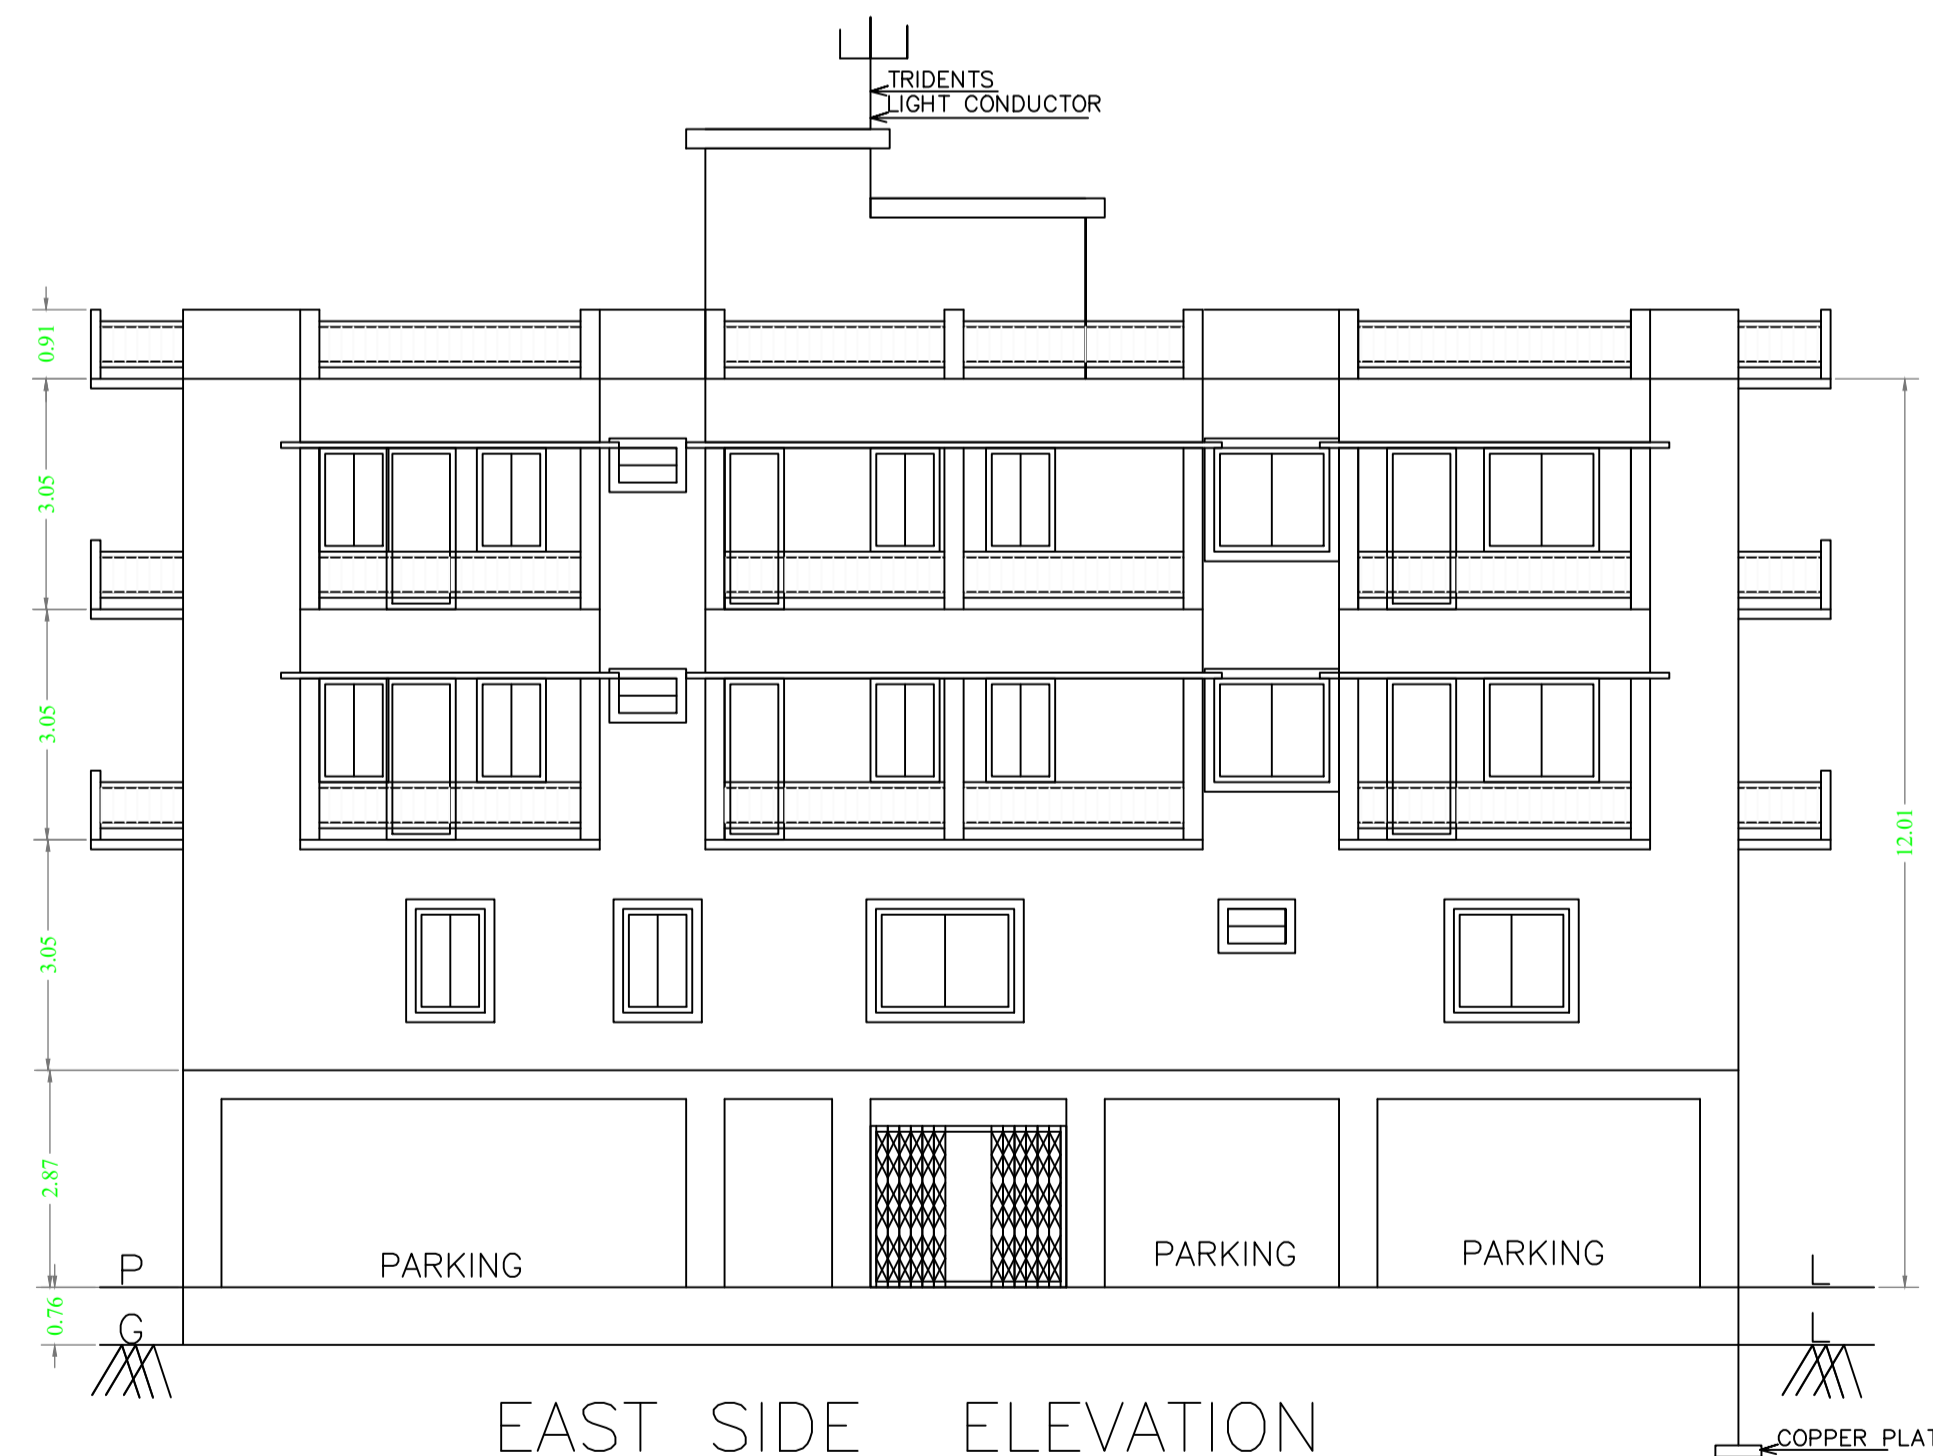 TRIDENTS
LIGHT CONDUCTOR
0.91
3.05
3.05
12.01
3.05
2.87
PARKING
PARKING
PARKING
P L
0.76
G L
EAST SIDE ELEVATION
COPPER PLAT